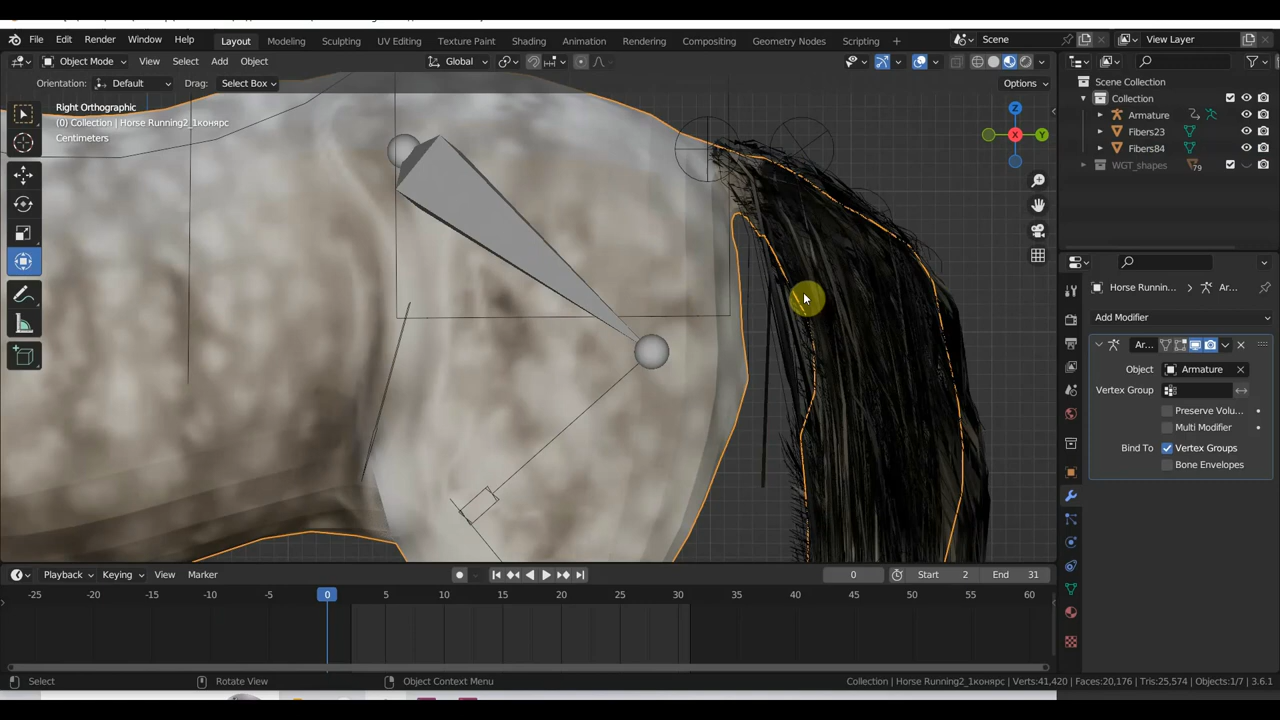 File Edit Render Window Help Layout Modeling Sculpting UV Editing Texture Paint Shading Animation Rendering Compositing Geometry Nodes Scripting + Scene View Layer
Object Mode View Select Add Object Global Options
Orientation: Default Drag: Select Box
Right Orthographic
(0) Collection | Horse Running2_1конярс
Centimeters
Z
X
Y
Scene Collection
Collection
Armature
Fibers23
Fibers84
WGT_shapes 79
Horse Runnin... Ar...
Add Modifier
Ar...
Object Armature
Vertex Group
Preserve Volu...
Multi Modifier
Bind To Vertex Groups
Bone Envelopes
Playback Keying View Marker 0 Start 2 End 31
-25 -20 -15 -10 -5 0 5 10 15 20 25 30 35 40 45 50 55 60
Select Rotate View Object Context Menu Collection | Horse Running2_1конярс | Verts:41,420 | Faces:20,176 | Tris:25,574 | Objects:1/7 | 3.6.1